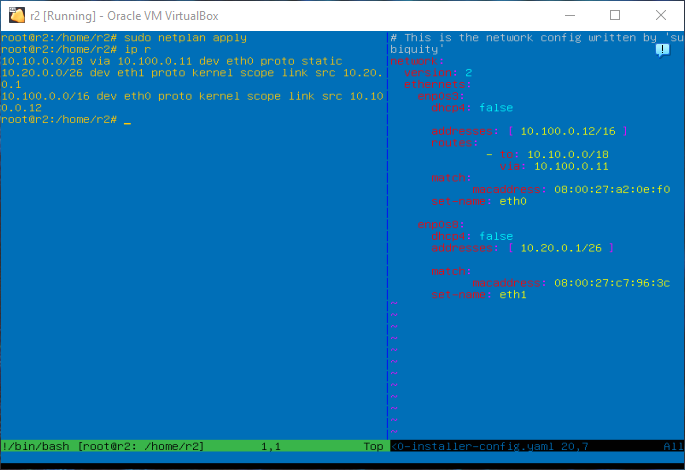 r2 [Running] - Oracle VM VirtualBox
root@r2:/home/r2# sudo netplan apply
root@r2:/home/r2# ip r
10.10.0.0/18 via 10.100.0.11 dev eth0 proto static
10.20.0.0/26 dev eth1 proto kernel scope link src 10.20.
0.1
10.100.0.0/16 dev eth0 proto kernel scope link src 10.10
0.0.12
root@r2:/home/r2# _
!/bin/bash [root@r2: /home/r2] 1,1 Top
# This is the network config written by 'su
biquity'
network:
version: 2
ethernets:
dhcp4: false
addresses: [ 10.100.0.12/16 ]
routes:
- to: 10.10.0.0/18
via: 10.100.0.11
match:
macaddress: 08:00:27:a2:0e:f0
set-name: eth0
dhcp4: false
addresses: [ 10.20.0.1/26 ]
match:
macaddress: 08:00:27:c7:96:3c
set-name: eth1
~
~
~
~
~
~
~
~
~
~
~
~
<0-installer-config.yaml 20,7 All